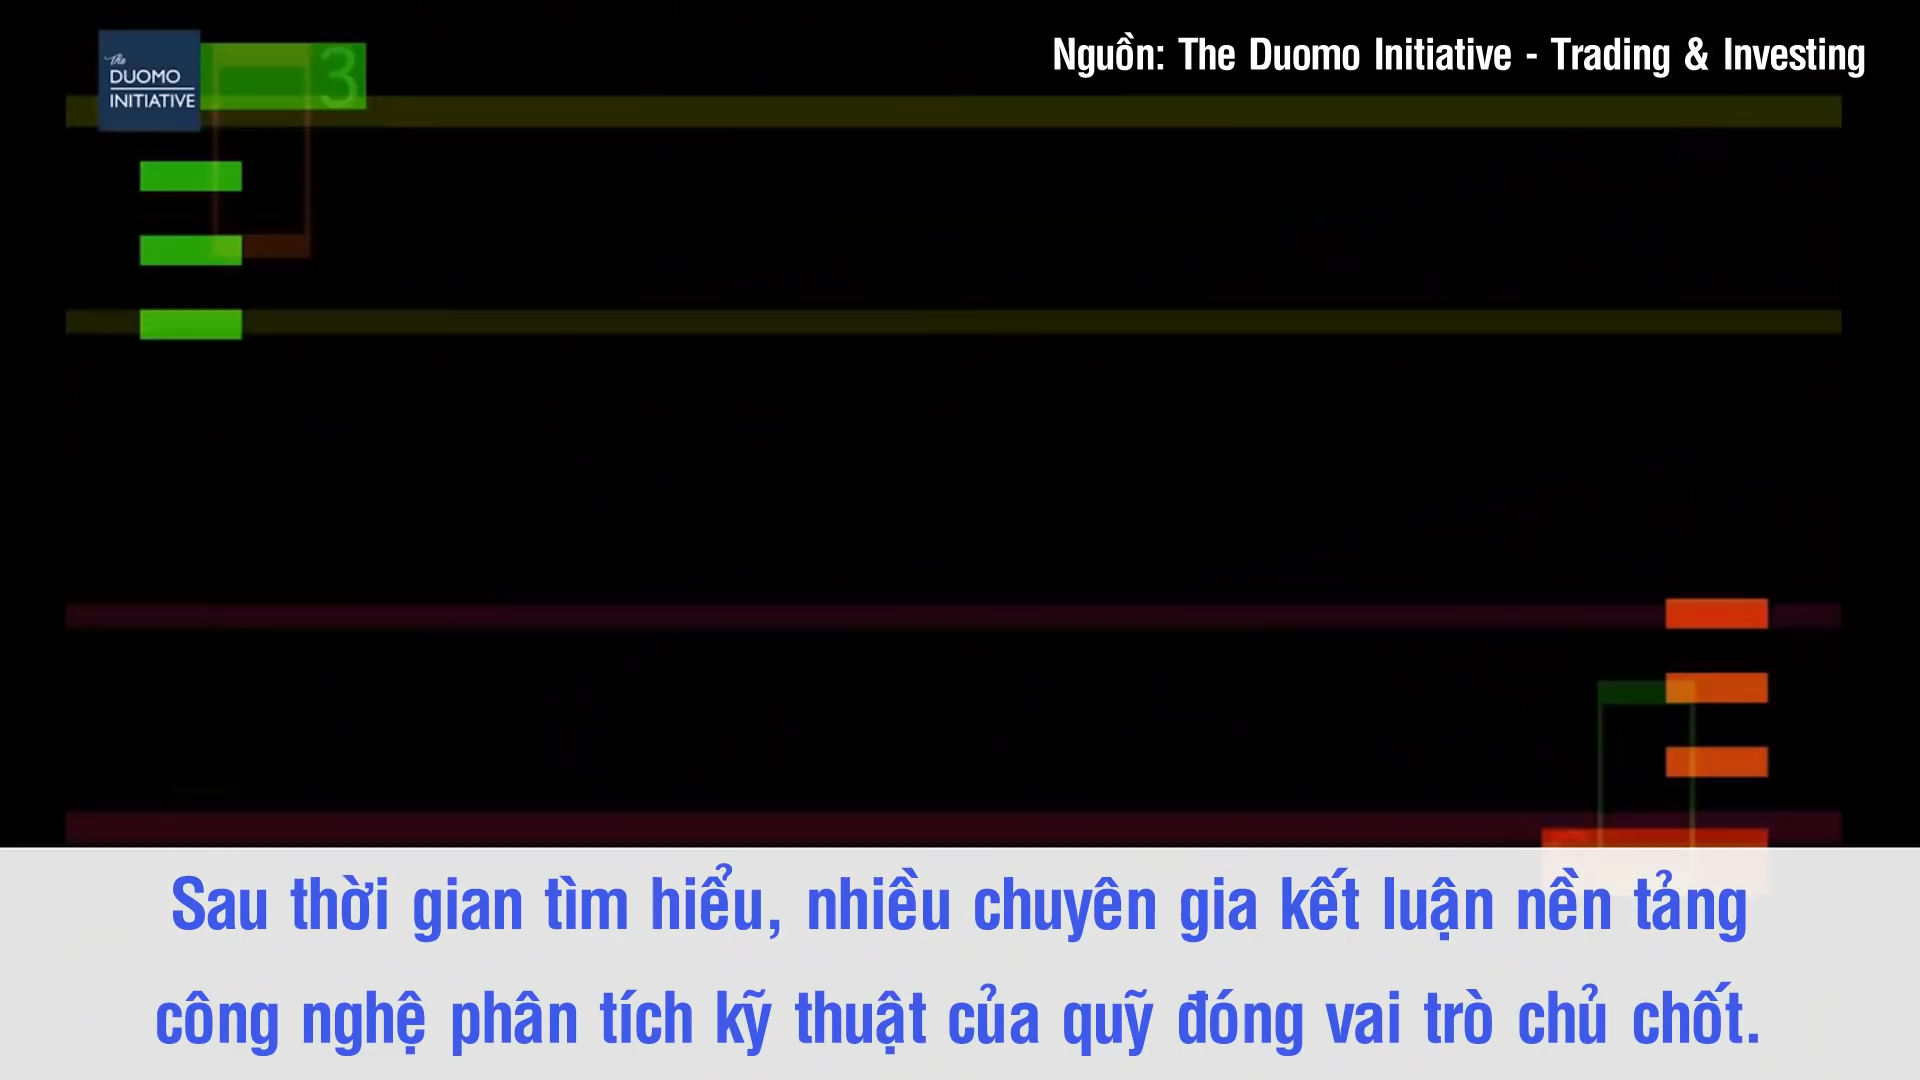 The
DUOMO
INITIATIVE
3
Nguồn: The Duomo Initiative - Trading & Investing
Sau thời gian tìm hiểu, nhiều chuyên gia kết luận nền tảng
công nghệ phân tích kỹ thuật của quỹ đóng vai trò chủ chốt.